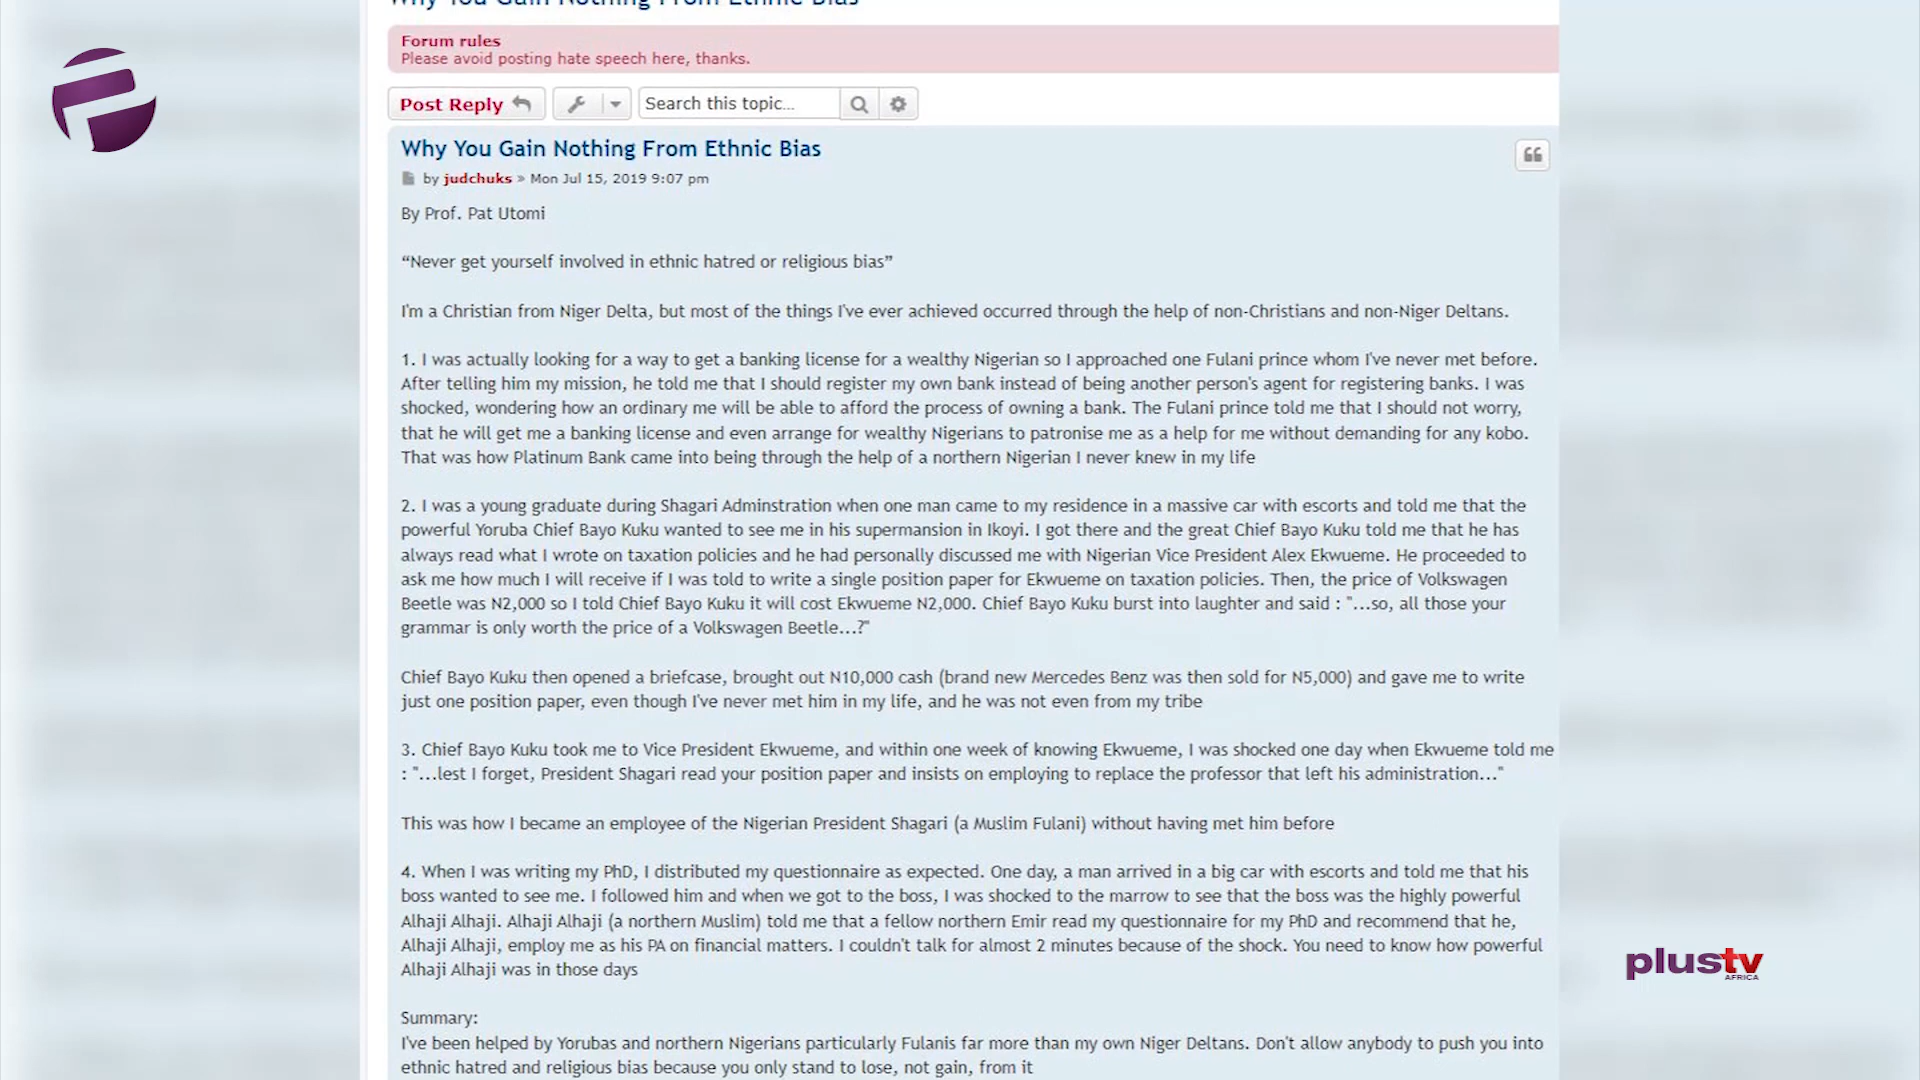 Why You Gain Nothing From Ethnic Bias
Forum rules
Please avoid posting hate speech here, thanks.
Post Reply
Search this topic...
Why You Gain Nothing From Ethnic Bias
by judchuks » Mon Jul 15, 2019 9:07 pm
By Prof. Pat Utomi
“Never get yourself involved in ethnic hatred or religious bias”
I'm a Christian from Niger Delta, but most of the things I've ever achieved occurred through the help of non-Christians and non-Niger Deltans.
1. I was actually looking for a way to get a banking license for a wealthy Nigerian so I approached one Fulani prince whom I've never met before.
After telling him my mission, he told me that I should register my own bank instead of being another person's agent for registering banks. I was
shocked, wondering how an ordinary me will be able to afford the process of owning a bank. The Fulani prince told me that I should not worry,
that he will get me a banking license and even arrange for wealthy Nigerians to patronise me as a help for me without demanding for any kobo.
That was how Platinum Bank came into being through the help of a northern Nigerian I never knew in my life
2. I was a young graduate during Shagari Adminstration when one man came to my residence in a massive car with escorts and told me that the
powerful Yoruba Chief Bayo Kuku wanted to see me in his supermansion in Ikoyi. I got there and the great Chief Bayo Kuku told me that he has
always read what I wrote on taxation policies and he had personally discussed me with Nigerian Vice President Alex Ekwueme. He proceeded to
ask me how much I will receive if I was told to write a single position paper for Ekwueme on taxation policies. Then, the price of Volkswagen
Beetle was N2,000 so I told Chief Bayo Kuku it will cost Ekwueme N2,000. Chief Bayo Kuku burst into laughter and said : "...so, all those your
grammar is only worth the price of a Volkswagen Beetle...?"
Chief Bayo Kuku then opened a briefcase, brought out N10,000 cash (brand new Mercedes Benz was then sold for N5,000) and gave me to write
just one position paper, even though I've never met him in my life, and he was not even from my tribe
3. Chief Bayo Kuku took me to Vice President Ekwueme, and within one week of knowing Ekwueme, I was shocked one day when Ekwueme told me
: "...lest I forget, President Shagari read your position paper and insists on employing to replace the professor that left his administration..."
This was how I became an employee of the Nigerian President Shagari (a Muslim Fulani) without having met him before
4. When I was writing my PhD, I distributed my questionnaire as expected. One day, a man arrived in a big car with escorts and told me that his
boss wanted to see me. I followed him and when we got to the boss, I was shocked to the marrow to see that the boss was the highly powerful
Alhaji Alhaji. Alhaji Alhaji (a northern Muslim) told me that a fellow northern Emir read my questionnaire for my PhD and recommend that he,
Alhaji Alhaji, employ me as his PA on financial matters. I couldn't talk for almost 2 minutes because of the shock. You need to know how powerful
Alhaji Alhaji was in those days
Summary:
I've been helped by Yorubas and northern Nigerians particularly Fulanis far more than my own Niger Deltans. Don't allow anybody to push you into
ethnic hatred and religious bias because you only stand to lose, not gain, from it
plustv
AFRICA